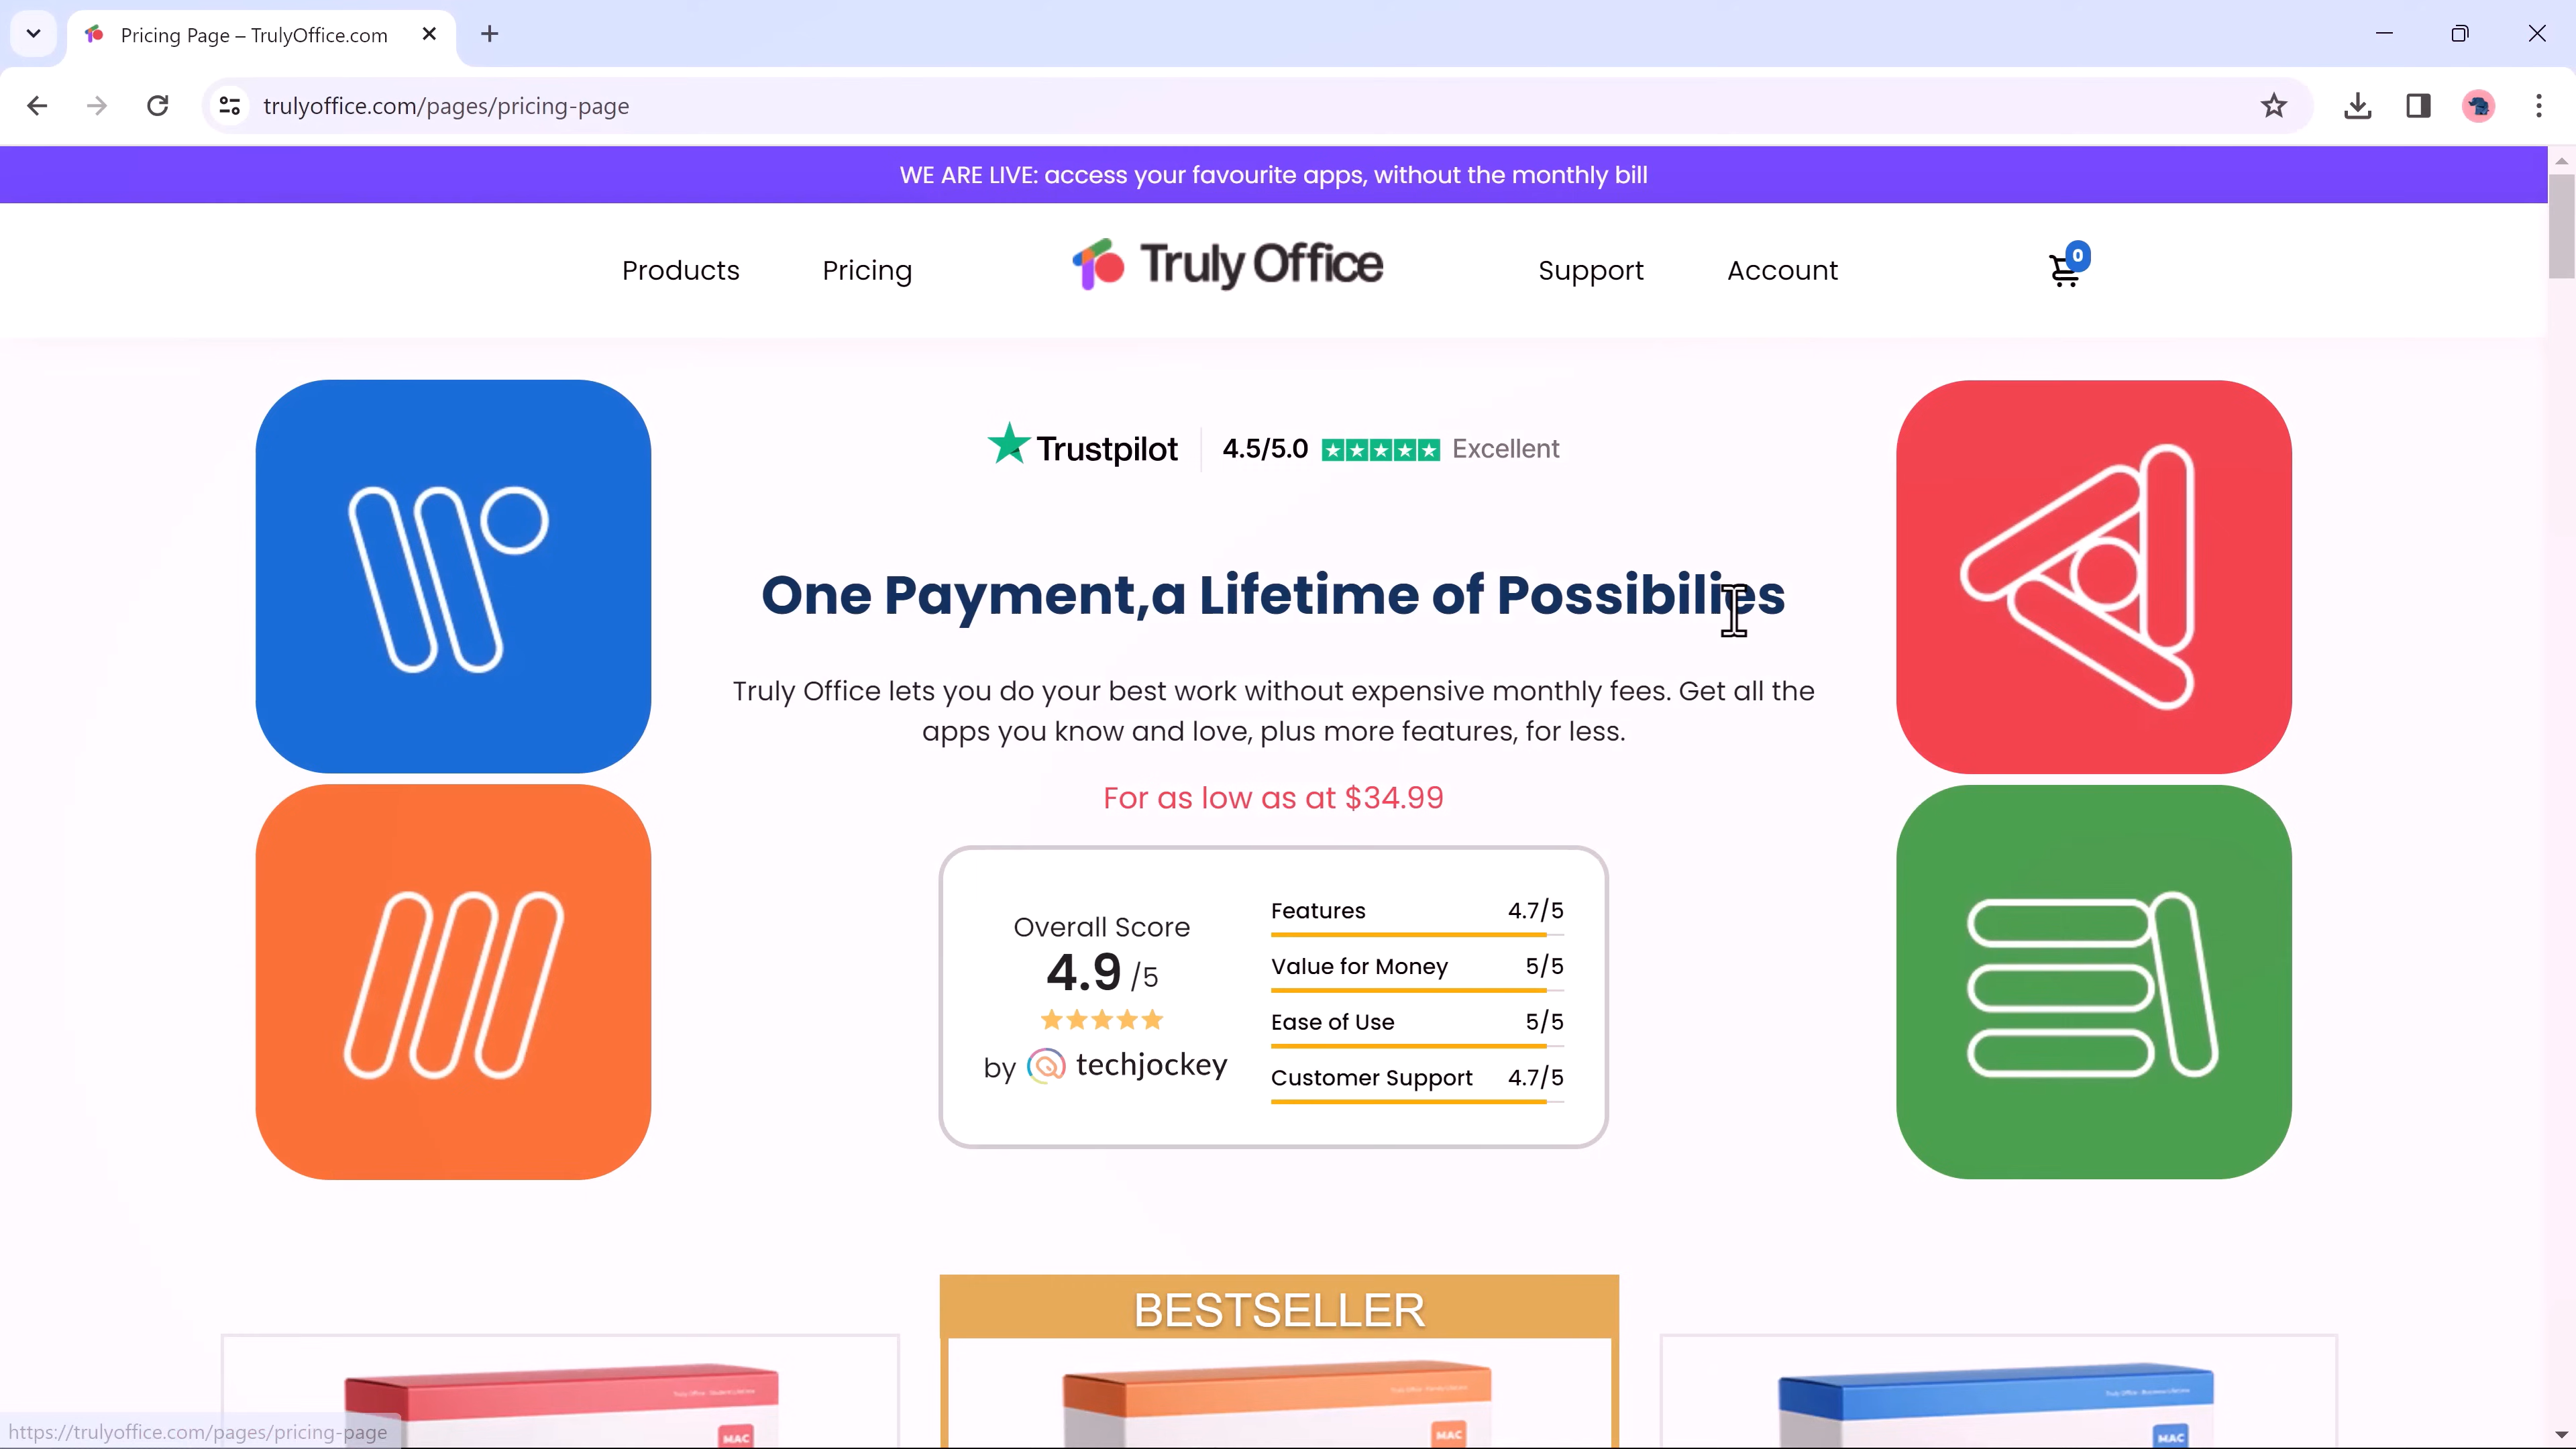 Pricing Page – TrulyOffice.com
trulyoffice.com/pages/pricing-page
WE ARE LIVE: access your favourite apps, without the monthly bill
Products
Pricing
Truly Office
Support
Account
0
Trustpilot
4.5/5.0
Excellent
One Payment,a Lifetime of Possibilies
Truly Office lets you do your best work without expensive monthly fees. Get all the
apps you know and love, plus more features, for less.
For as low as at $34.99
Overall Score
4.9 /5
by techjockey
Features 4.7/5
Value for Money 5/5
Ease of Use 5/5
Customer Support 4.7/5
BESTSELLER
MAC
MAC
MAC
https://trulyoffice.com/pages/pricing-page